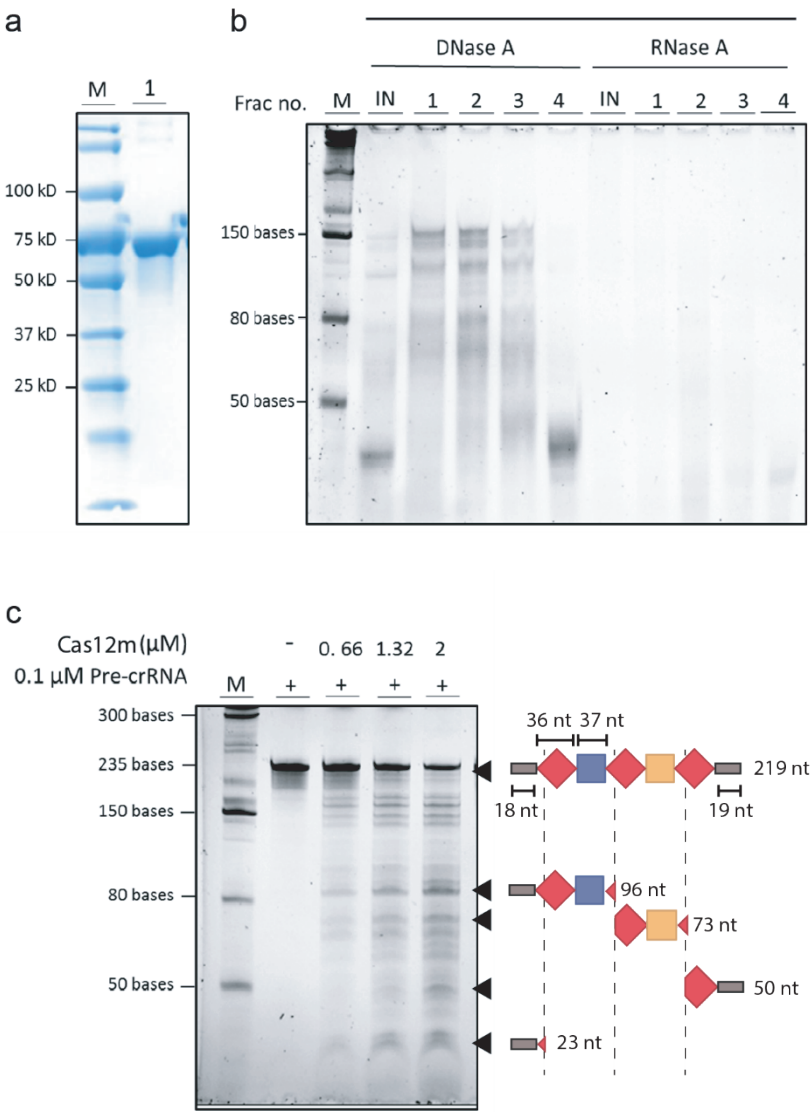 a
M 1
100 kD
75 kD
50 kD
37 kD
25 kD
b
DNase A RNase A
Frac no. M IN 1 2 3 4 IN 1 2 3 4
150 bases
80 bases
50 bases
c
Cas12m(μM) - 0. 66 1.32 2
0.1 μM Pre-crRNA + + + +
M
300 bases
235 bases
150 bases
80 bases
50 bases
36 nt 37 nt
219 nt
18 nt 19 nt
96 nt
73 nt
50 nt
23 nt